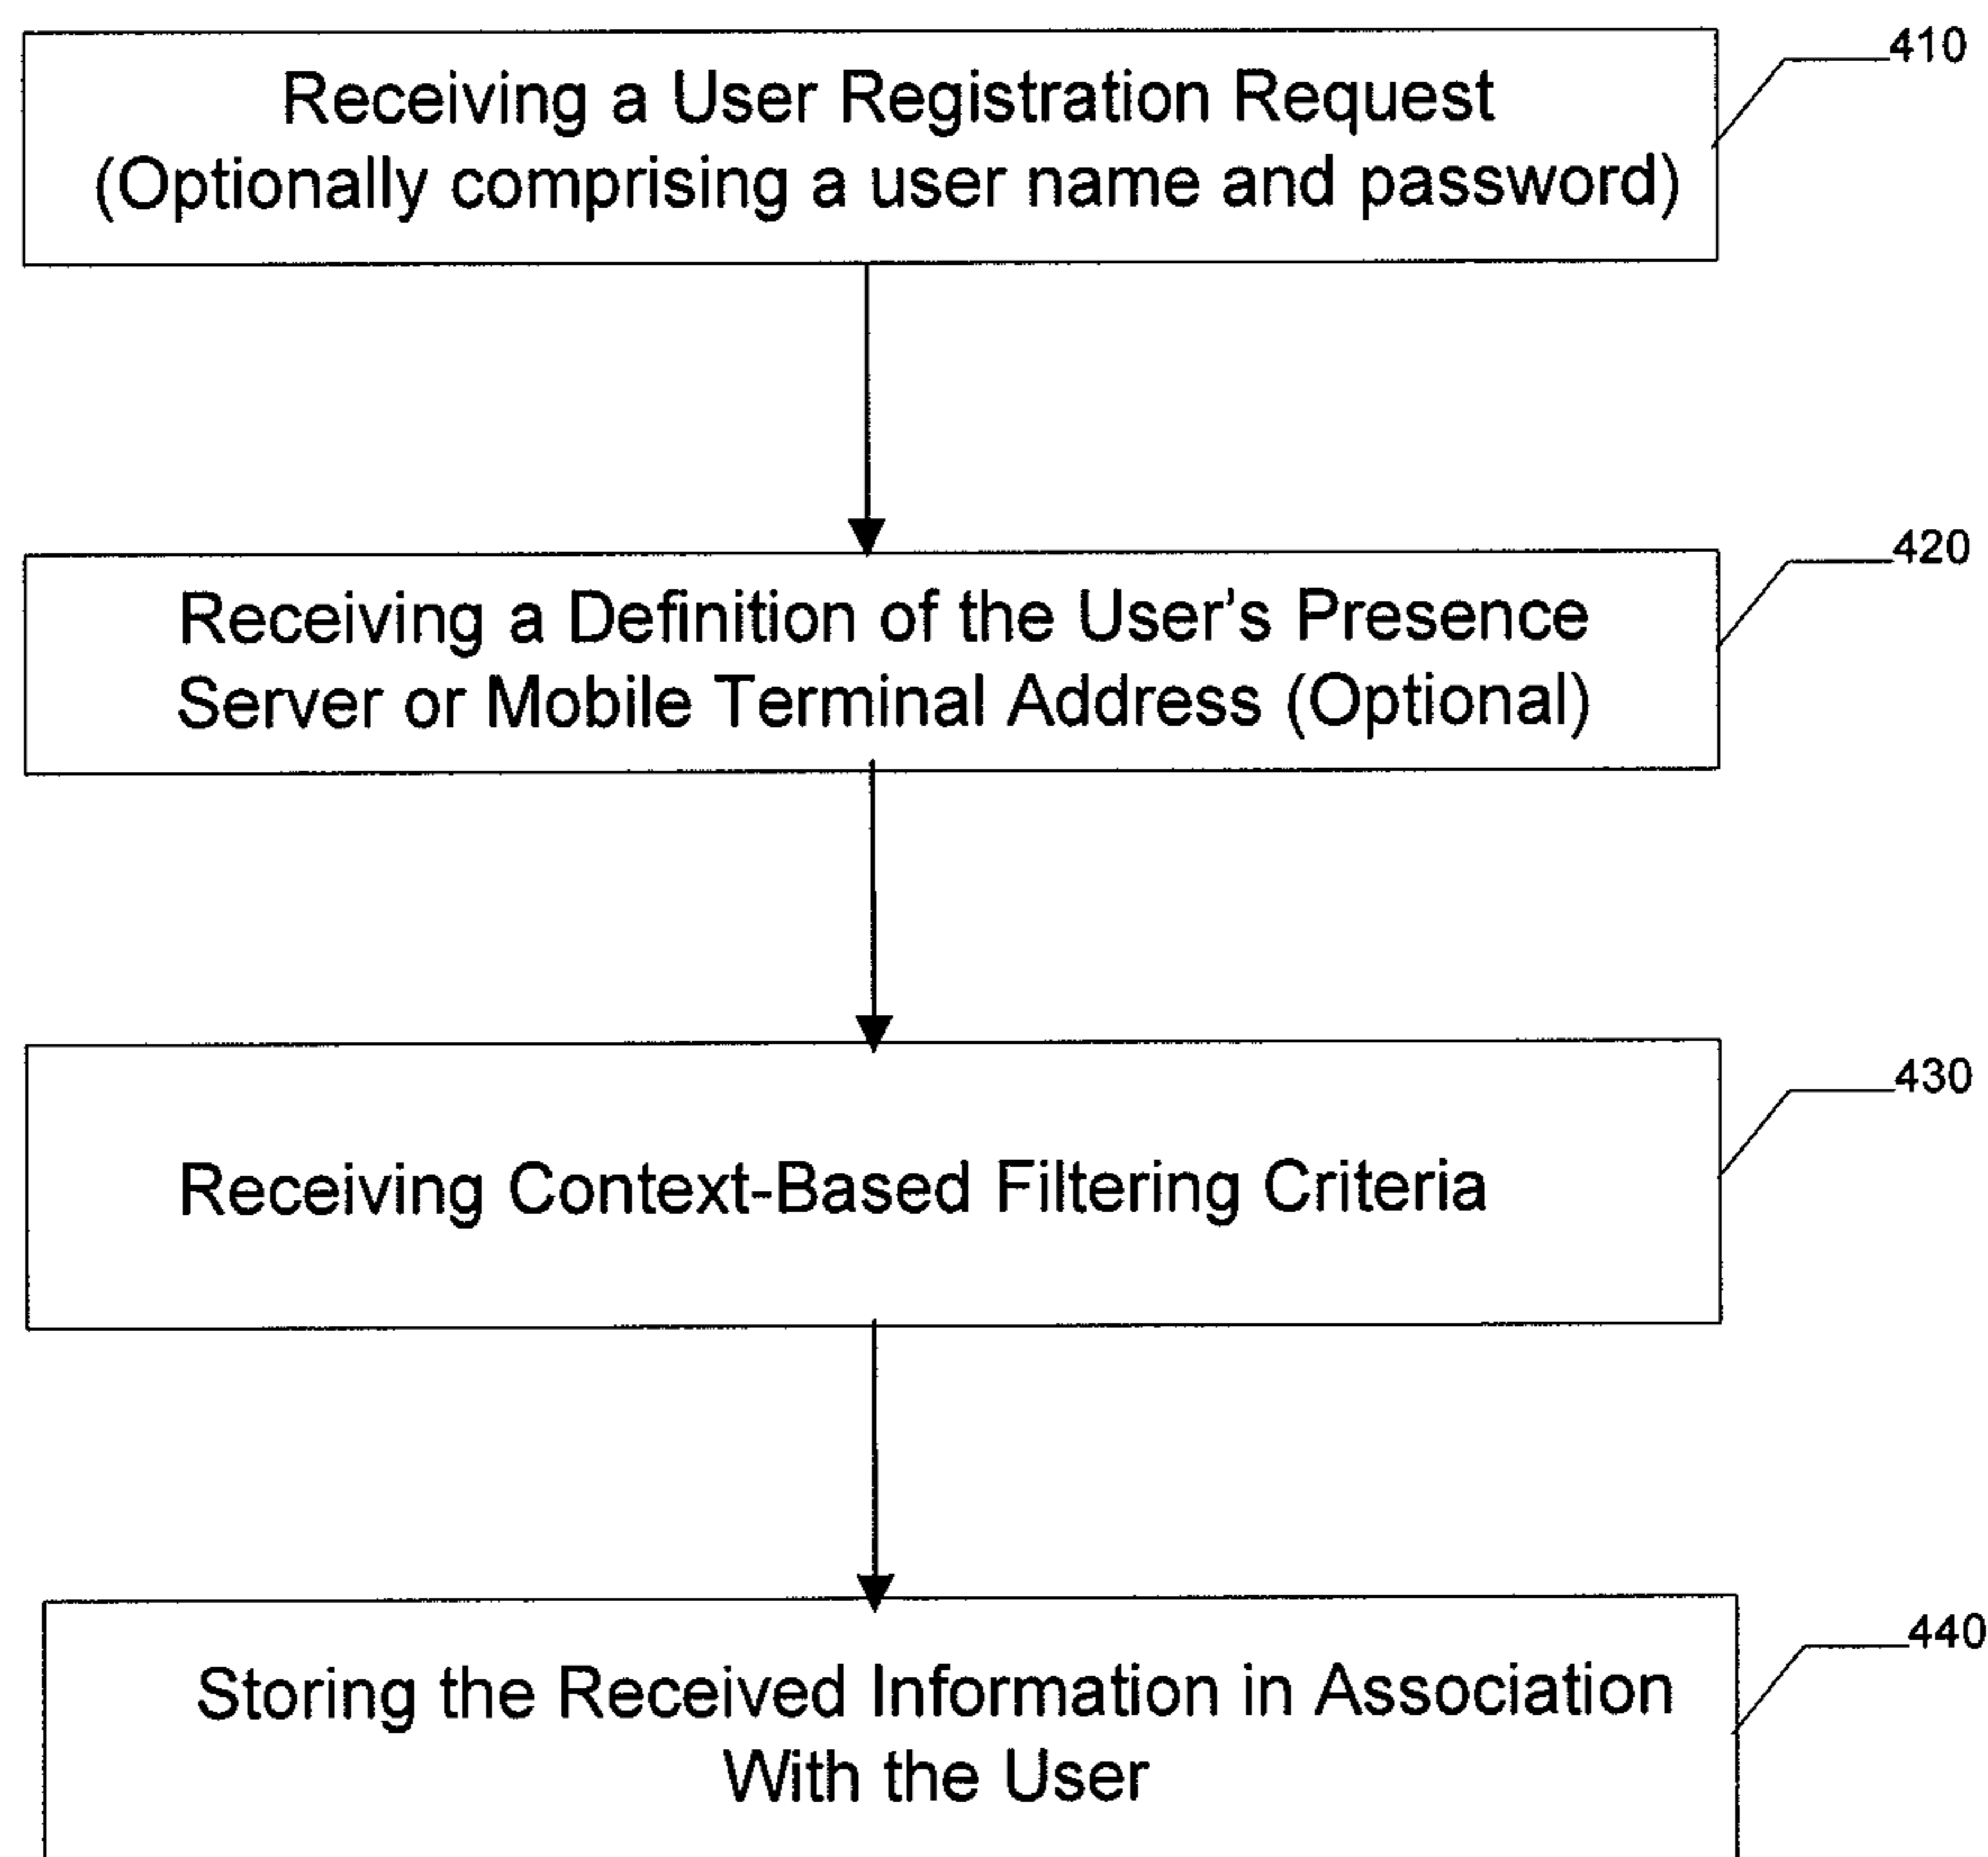 Receiving a User Registration Request
(Optionally comprising a user name and password)
410
Receiving a Definition of the User's Presence
Server or Mobile Terminal Address (Optional)
420
Receiving Context-Based Filtering Criteria
430
Storing the Received Information in Association
With the User
440